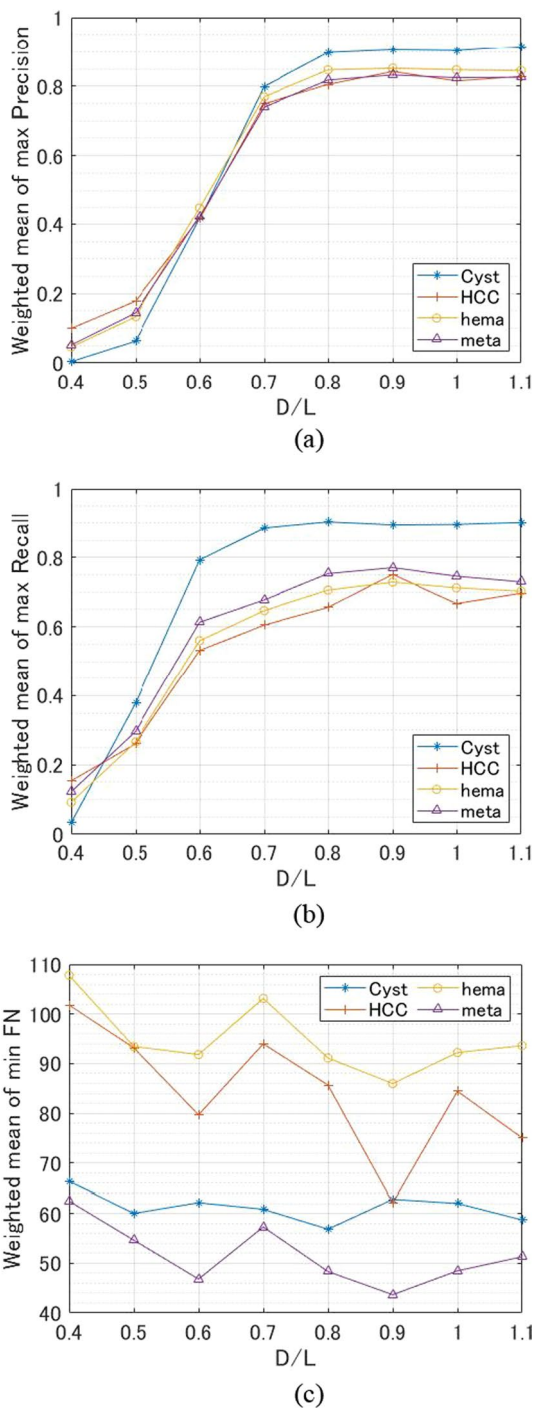 Weighted mean of max Precision
1
0.8
0.6
0.4
0.2
0
Cyst
HCC
hema
meta
0.4 0.5 0.6 0.7 0.8 0.9 1 1.1
D/L
(a)
Weighted mean of max Recall
1
0.8
0.6
0.4
0.2
0
Cyst
HCC
hema
meta
0.4 0.5 0.6 0.7 0.8 0.9 1 1.1
D/L
(b)
Weighted mean of min FN
110
100
90
80
70
60
50
40
Cyst hema
HCC meta
0.4 0.5 0.6 0.7 0.8 0.9 1 1.1
D/L
(c)